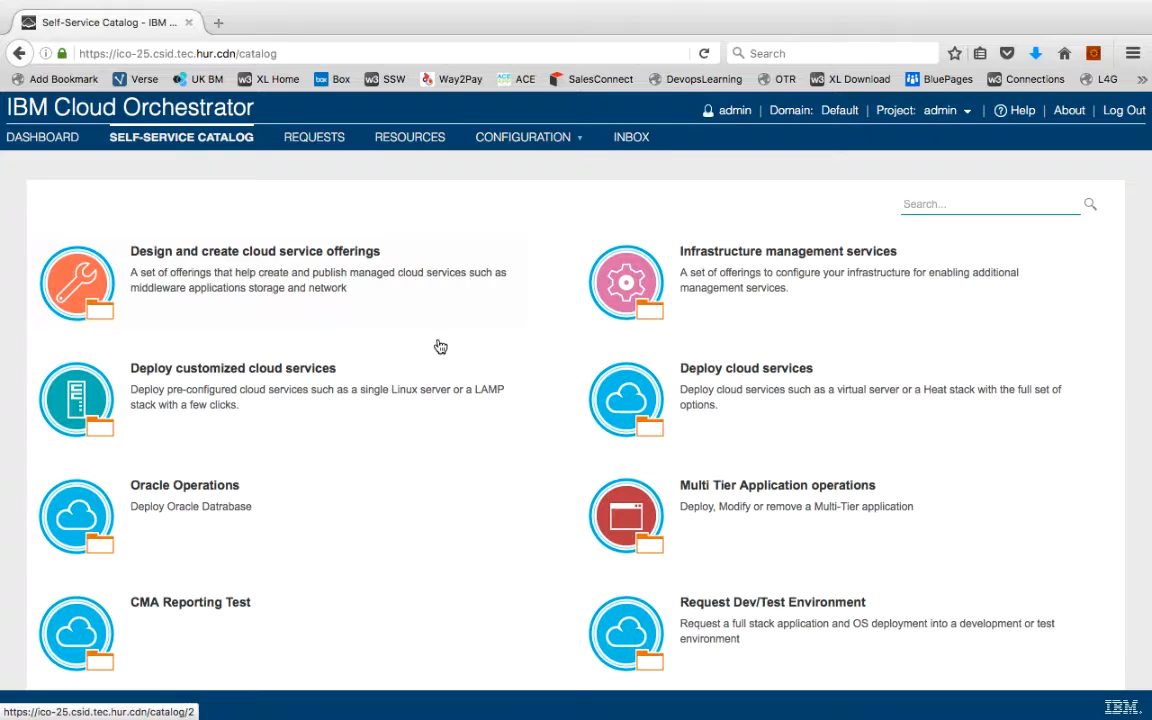 Self-Service Catalog - IBM ...
https://ico-25.csid.tec.hur.cdn/catalog
Search
Add Bookmark Verse UK BM XL Home Box SSW Way2Pay ACE ACE SalesConnect DevopsLearning OTR XL Download BluePages Connections L4G
IBM Cloud Orchestrator
admin | Domain: Default | Project: admin | Help | About | Log Out
DASHBOARD SELF-SERVICE CATALOG REQUESTS RESOURCES CONFIGURATION INBOX
Search...
Design and create cloud service offerings
A set of offerings that help create and publish managed cloud services such as
middleware applications storage and network
Infrastructure management services
A set of offerings to configure your infrastructure for enabling additional
management services.
Deploy customized cloud services
Deploy pre-configured cloud services such as a single Linux server or a LAMP
stack with a few clicks.
Deploy cloud services
Deploy cloud services such as a virtual server or a Heat stack with the full set of
options.
Oracle Operations
Deploy Oracle Datrabase
Multi Tier Application operations
Deploy, Modify or remove a Multi-Tier application
CMA Reporting Test
Request Dev/Test Environment
Request a full stack application and OS deployment into a development or test
environment
https://ico-25.csid.tec.hur.cdn/catalog/2
IBM.